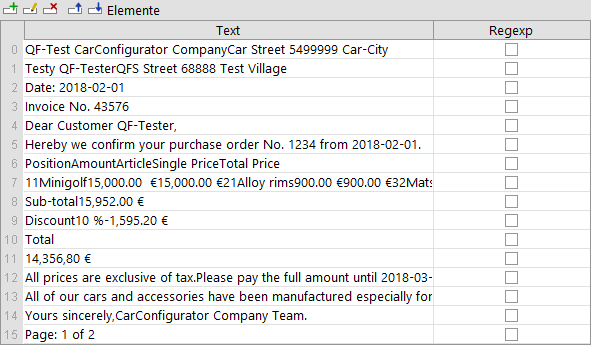 Elemente
Text Regexp
0 QF-Test CarConfigurator CompanyCar Street 5499999 Car-City
1 Testy QF-TesterQFS Street 68888 Test Village
2 Date: 2018-02-01
3 Invoice No. 43576
4 Dear Customer QF-Tester,
5 Hereby we confirm your purchase order No. 1234 from 2018-02-01.
6 PositionAmountArticleSingle PriceTotal Price
7 11Minigolf15,000.00 €15,000.00 €21Alloy rims900.00 €900.00 €32Mats
8 Sub-total15,952.00 €
9 Discount10 %-1,595.20 €
10 Total
11 14,356,80 €
12 All prices are exclusive of tax.Please pay the full amount until 2018-03-
13 All of our cars and accessories have been manufactured especially for
14 Yours sincerely,CarConfigurator Company Team.
15 Page: 1 of 2